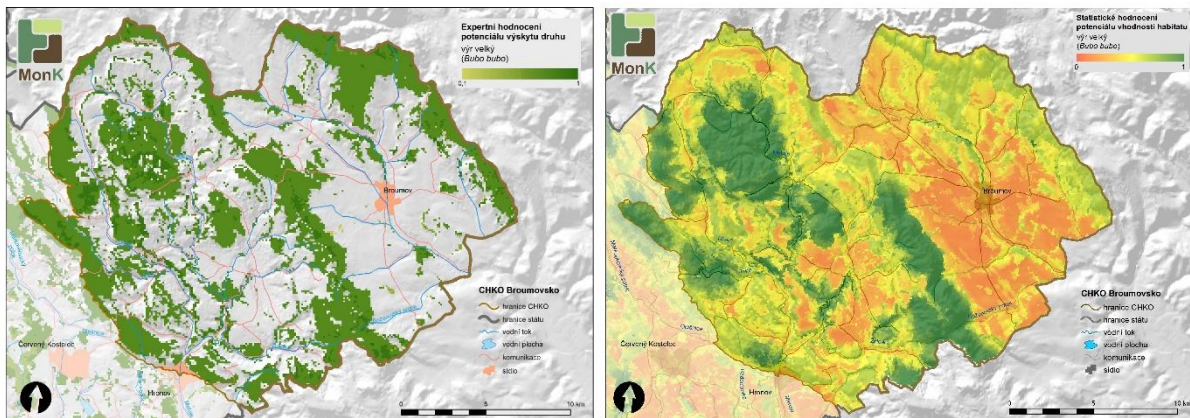 MonK
Expertní hodnocení
potenciálu výskytu druhu
výr velký
(Bubo bubo)
0,1
1
Broumov
Červený Kostelec
Hronov
CHKO Broumovsko
hranice CHKO
hranice státu
vodní tok
vodní plocha
komunikace
sídlo
0
5
10 km
MonK
Statistické hodnocení
potenciálu vhodnosti habitatu
výr velký
(Bubo bubo)
0
1
Broumov
Červený Kostelec
Hronov
CHKO Broumovsko
hranice CHKO
hranice státu
vodní tok
vodní plocha
komunikace
sídlo
0
5
10 km